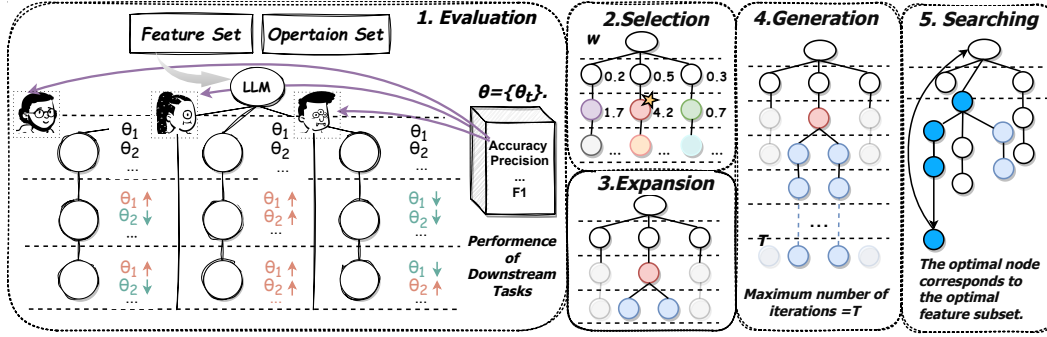 1. Evaluation
Feature Set
Opertaion Set
LLM
θ={θt}.
Accuracy
Precision
...
F1
Performence
of
Downstream
Tasks
θ1
θ2
...
θ1
θ2
...
θ1
θ2
...
θ1 ↑
θ2 ↓
...
θ1 ↑
θ2 ↑
...
θ1 ↓
θ2 ↓
...
θ1 ↑
θ2 ↓
...
θ1 ↑
θ2 ↑
...
θ1 ↓
θ2 ↑
...
2.Selection
w
0.2
0.5
0.3
1.7
4.2
0.7
...
...
...
3.Expansion
4.Generation
...
T
Maximum number of
iterations =T
5. Searching
The optimal node
corresponds to
the optimal
feature subset.